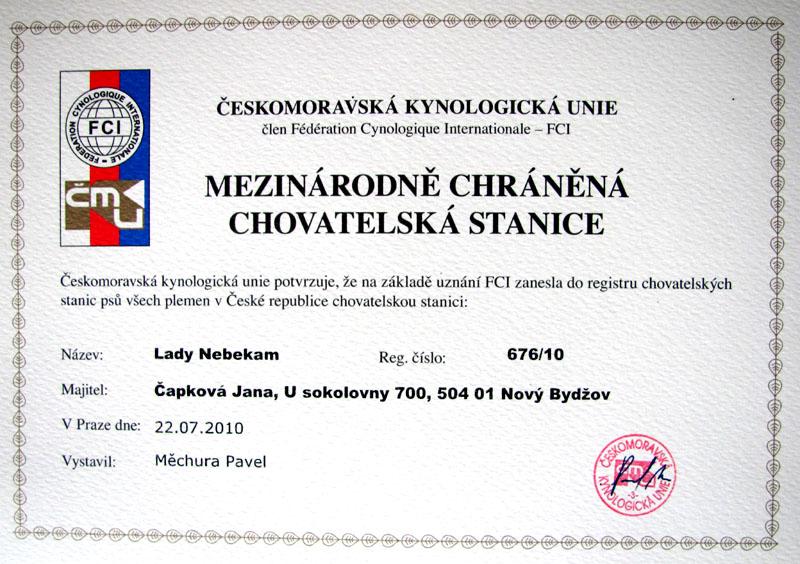 FÉDÉRATION CYNOLOGIQUE INTERNATIONALE
FCI
čmku
ČESKOMORAVSKÁ KYNOLOGICKÁ UNIE
člen Fédération Cynologique Internationale – FCI
MEZINÁRODNĚ CHRÁNĚNÁ
CHOVATELSKÁ STANICE
Českomoravská kynologická unie potvrzuje, že na základě uznání FCI zanesla do registru chovatelských
stanic psů všech plemen v České republice chovatelskou stanici:
Název: Lady Nebekam Reg. číslo: 676/10
Majitel: Čapková Jana, U sokolovny 700, 504 01 Nový Bydžov
V Praze dne: 22.07.2010
Vystavil: Měchura Pavel
ČESKOMORAVSKÁ
KYNOLOGICKÁ UNIE
-3-